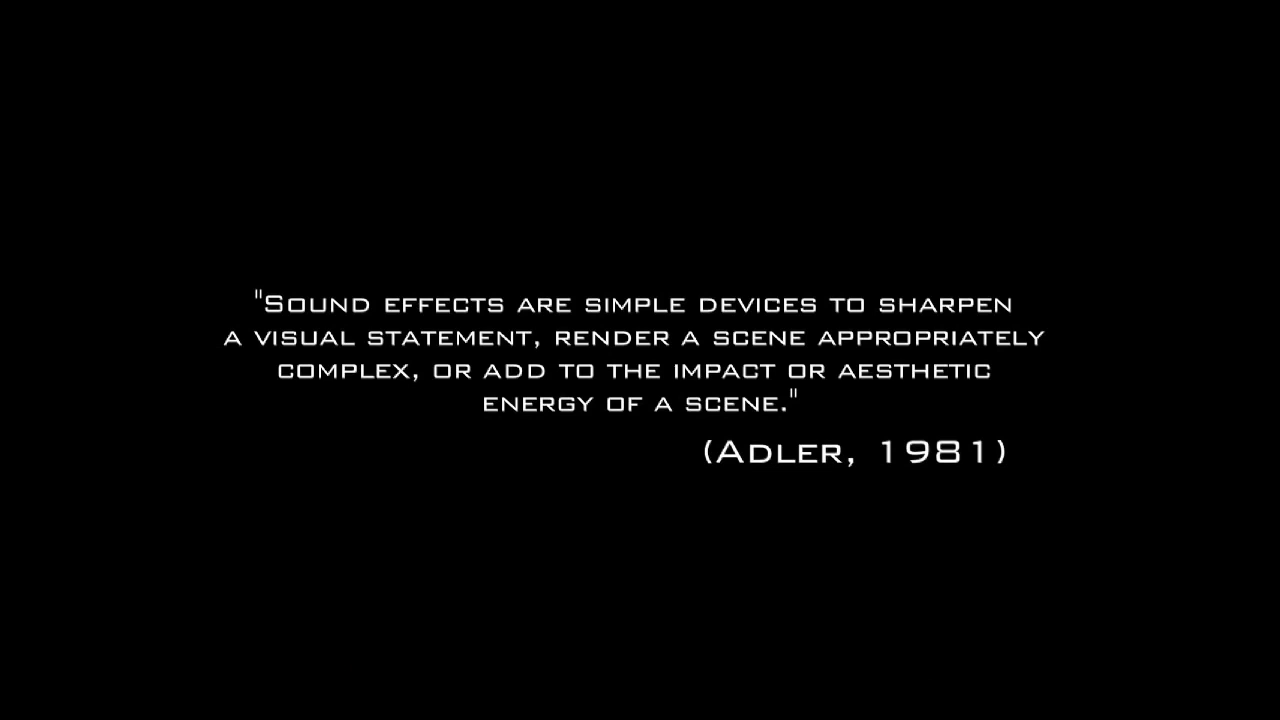 "Sound effects are simple devices to sharpen
a visual statement, render a scene appropriately
complex, or add to the impact or aesthetic
energy of a scene."
(Adler, 1981)